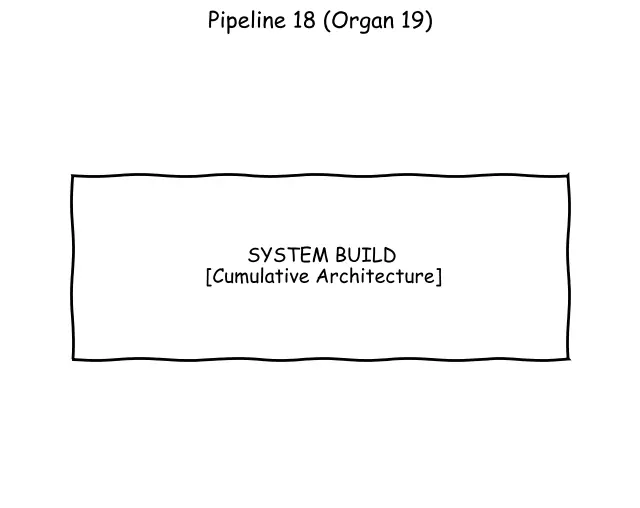 Pipeline 18 (Organ 19)
SYSTEM BUILD
[Cumulative Architecture]